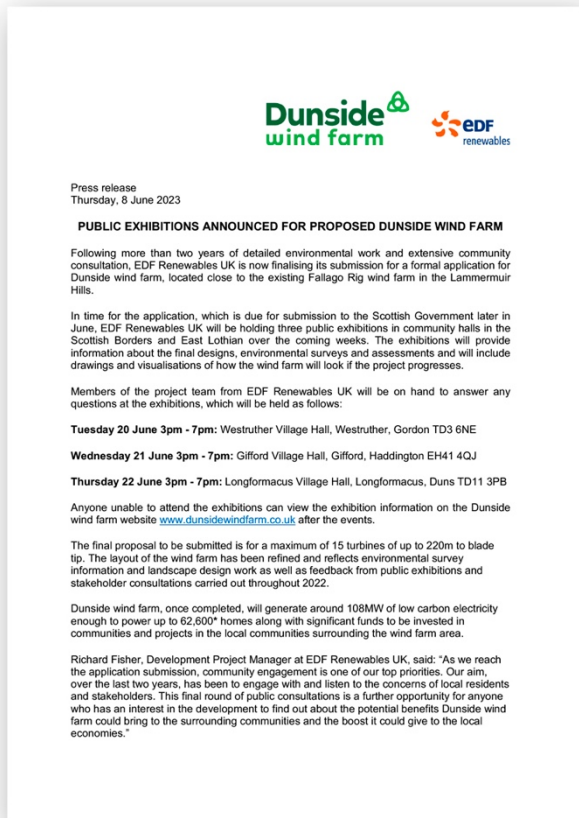 Dunside
wind farm
edf
renewables
Press release
Thursday, 8 June 2023
PUBLIC EXHIBITIONS ANNOUNCED FOR PROPOSED DUNSIDE WIND FARM
Following more than two years of detailed environmental work and extensive community
consultation, EDF Renewables UK is now finalising its submission for a formal application for
Dunside wind farm, located close to the existing Fallago Rig wind farm in the Lammermuir
Hills.
In time for the application, which is due for submission to the Scottish Government later in
June, EDF Renewables UK will be holding three public exhibitions in community halls in the
Scottish Borders and East Lothian over the coming weeks. The exhibitions will provide
information about the final designs, environmental surveys and assessments and will include
drawings and visualisations of how the wind farm will look if the project progresses.
Members of the project team from EDF Renewables UK will be on hand to answer any
questions at the exhibitions, which will be held as follows:
Tuesday 20 June 3pm - 7pm: Westruther Village Hall, Westruther, Gordon TD3 6NE
Wednesday 21 June 3pm - 7pm: Gifford Village Hall, Gifford, Haddington EH41 4QJ
Thursday 22 June 3pm - 7pm: Longformacus Village Hall, Longformacus, Duns TD11 3PB
Anyone unable to attend the exhibitions can view the exhibition information on the Dunside
wind farm website www.dunsidewindfarm.co.uk after the events.
The final proposal to be submitted is for a maximum of 15 turbines of up to 220m to blade
tip. The layout of the wind farm has been refined and reflects environmental survey
information and landscape design work as well as feedback from public exhibitions and
stakeholder consultations carried out throughout 2022.
Dunside wind farm, once completed, will generate around 108MW of low carbon electricity
enough to power up to 62,600* homes along with significant funds to be invested in
communities and projects in the local communities surrounding the wind farm area.
Richard Fisher, Development Project Manager at EDF Renewables UK, said: “As we reach
the application submission, community engagement is one of our top priorities. Our aim,
over the last two years, has been to engage with and listen to the concerns of local residents
and stakeholders. This final round of public consultations is a further opportunity for anyone
who has an interest in the development to find out about the potential benefits Dunside wind
farm could bring to the surrounding communities and the boost it could give to the local
economies.”